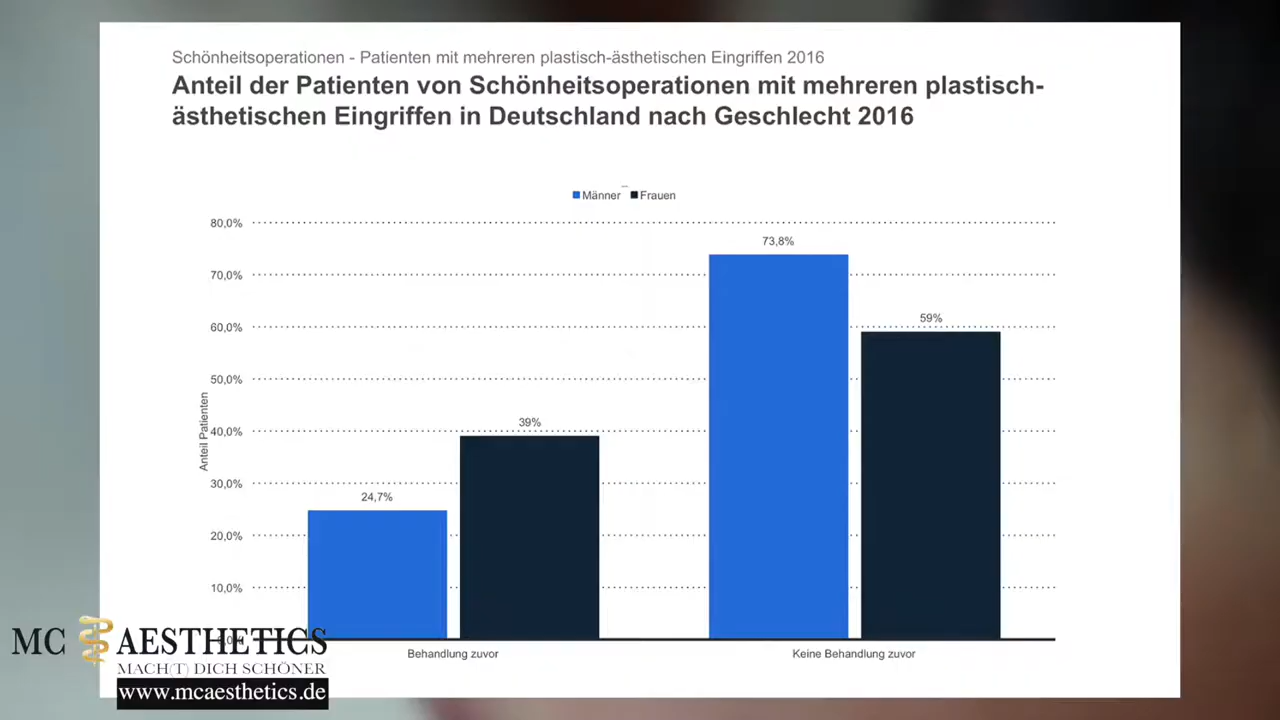 Schönheitsoperationen - Patienten mit mehreren plastisch-ästhetischen Eingriffen 2016
Anteil der Patienten von Schönheitsoperationen mit mehreren plastisch-
ästhetischen Eingriffen in Deutschland nach Geschlecht 2016
Männer Frauen
80,0%
73,8%
70,0%
60,0%
59%
50,0%
Anteil Patienten
40,0%
39%
30,0%
24,7%
20,0%
10,0%
Behandlung zuvor
Keine Behandlung zuvor
MC AESTHETICS
MACH(T) DICH SCHÖNER
www.mcaesthetics.de